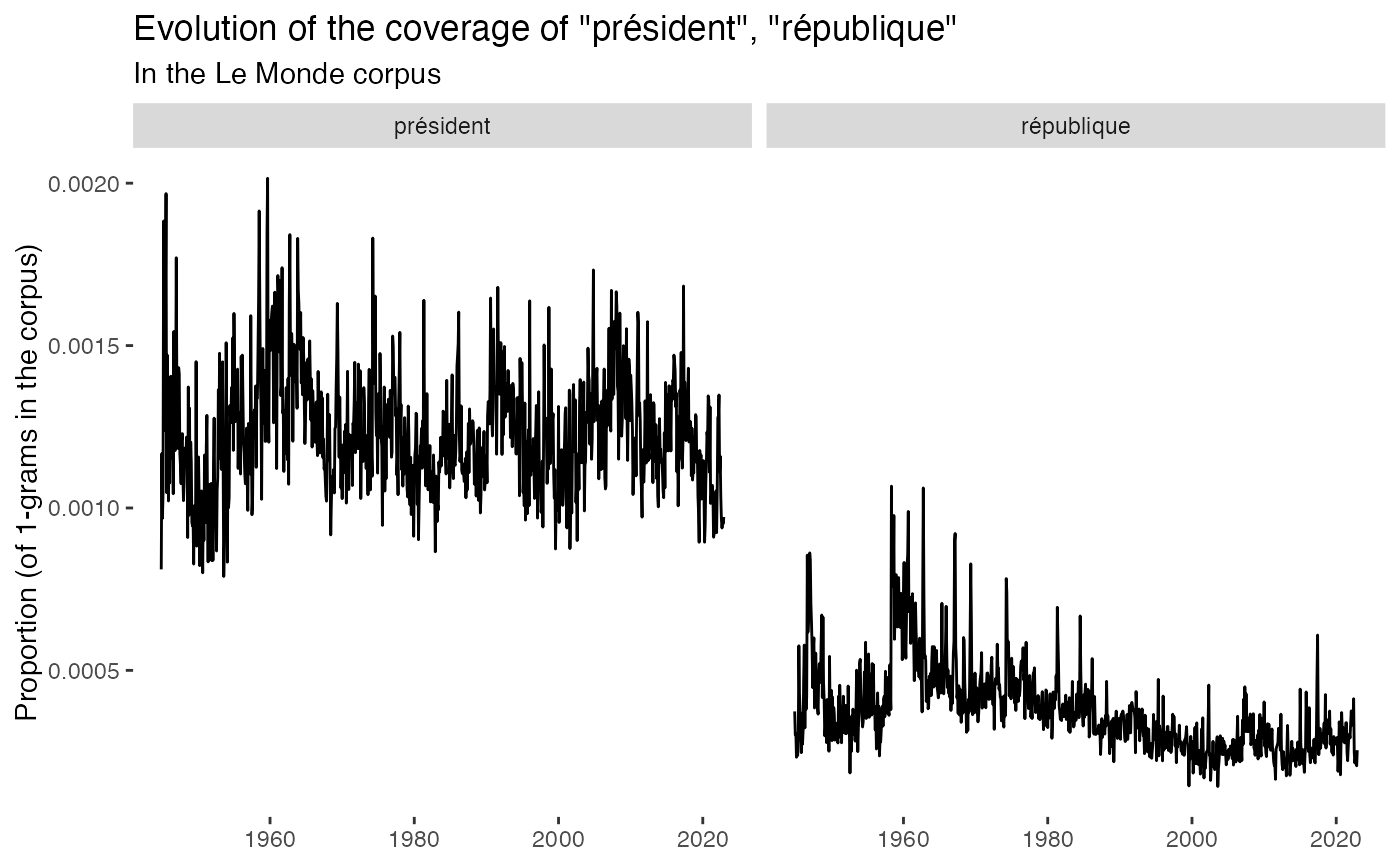 Evolution of the coverage of "président", "république"
In the Le Monde corpus
président
république
Proportion (of 1-grams in the corpus)
0.0020
0.0015
0.0010
0.0005
1960 1980 2000 2020
1960 1980 2000 2020